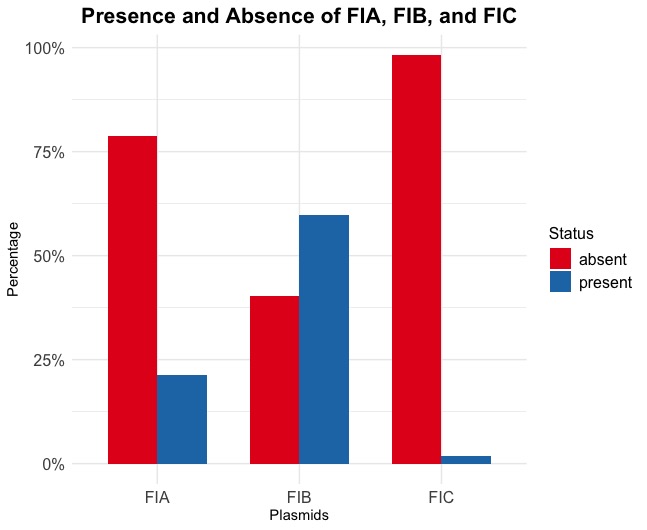 Presence and Absence of FIA, FIB, and FIC
100%
75%
50%
25%
0%
Percentage
FIA FIB FIC
Plasmids
Status
absent
present